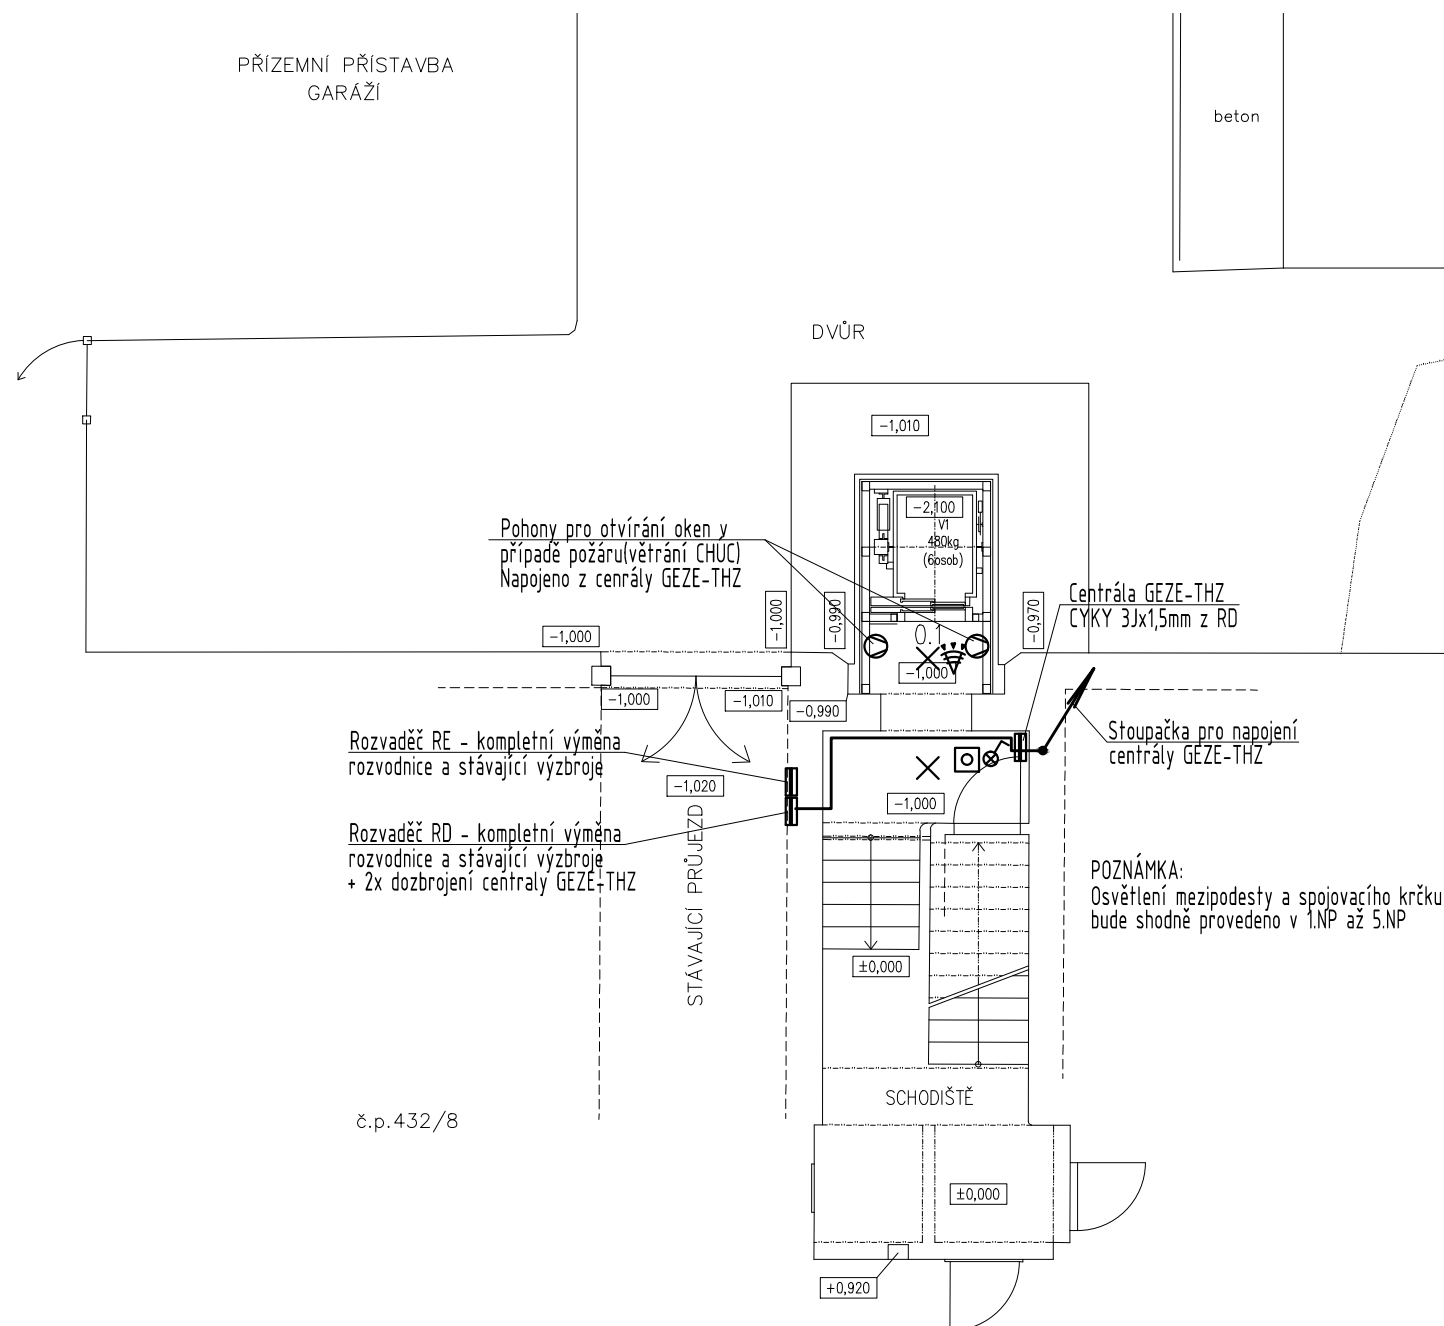 PŘÍZEMNÍ PŘÍSTAVBA
GARÁŽÍ
beton
DVŮR
-1,010
-2,100
V1
480kg
(6osob)
Pohony pro otvírání oken y
případě požáru(větrání CHUC)
Napojeno z cenrály GEZE-THZ
-1,000
-1,000
-0,990
-0,970
Centrála GEZE-THZ
CYKY 3Jx1,5mm z RD
0.1
-1,000
-1,000
-1,010
-0,990
Rozvaděč RE - kompletní výměna
rozvodnice a stávající výzbroje
Stoupačka pro napojení
centrály GEZE-THZ
-1,020
-1,000
Rozvaděč RD - kompletní výměna
rozvodnice a stávající výzbroje
+ 2x dozbrojení centraly GEZE-THZ
STÁVAJÍCÍ PRŮJEZD
POZNÁMKA:
Osvětlení mezipodesty a spojovacího krčku
bude shodně provedeno v 1.NP až 5.NP
±0,000
SCHODIŠTĚ
č.p.432/8
±0,000
+0,920